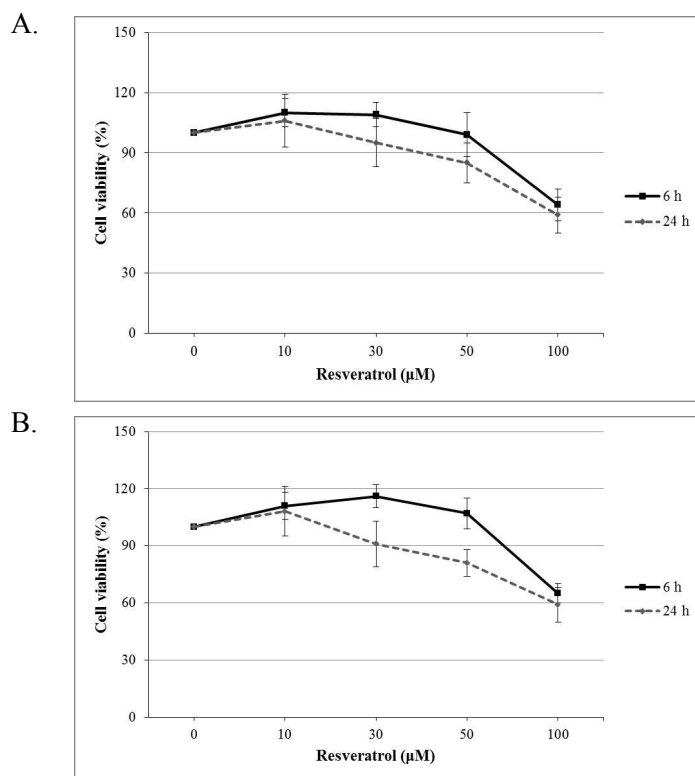 A.
150
120
90
60
30
0
Cell viability (%)
0 10 30 50 100
Resveratrol (µM)
6 h
24 h
B.
150
120
90
60
30
0
Cell viability (%)
0 10 30 50 100
Resveratrol (µM)
6 h
24 h